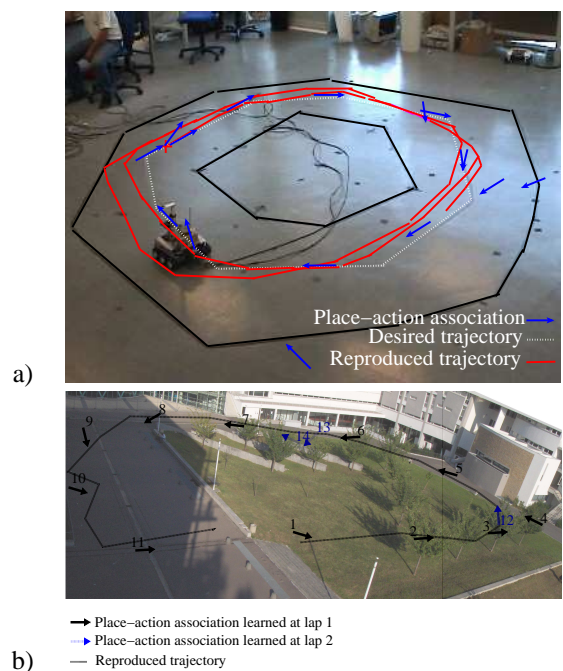 Place-action association
Desired trajectory
Reproduced trajectory
a)
9
8
7
14
13
6
5
10
11
1
2
3
12
4
Place-action association learned at lap 1
Place-action association learned at lap 2
b)
Reproduced trajectory